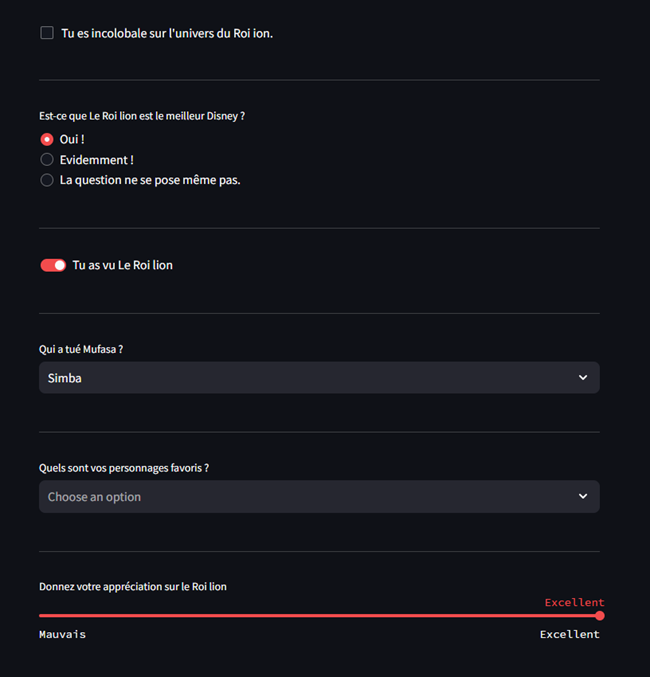 Tu es incolobale sur l'univers du Roi ion.
Est-ce que Le Roi lion est le meilleur Disney ?
Oui !
Evidemment !
La question ne se pose même pas.
Tu as vu Le Roi lion
Qui a tué Mufasa ?
Simba
Quels sont vos personnages favoris ?
Choose an option
Donnez votre appréciation sur le Roi lion
Excellent
Mauvais Excellent